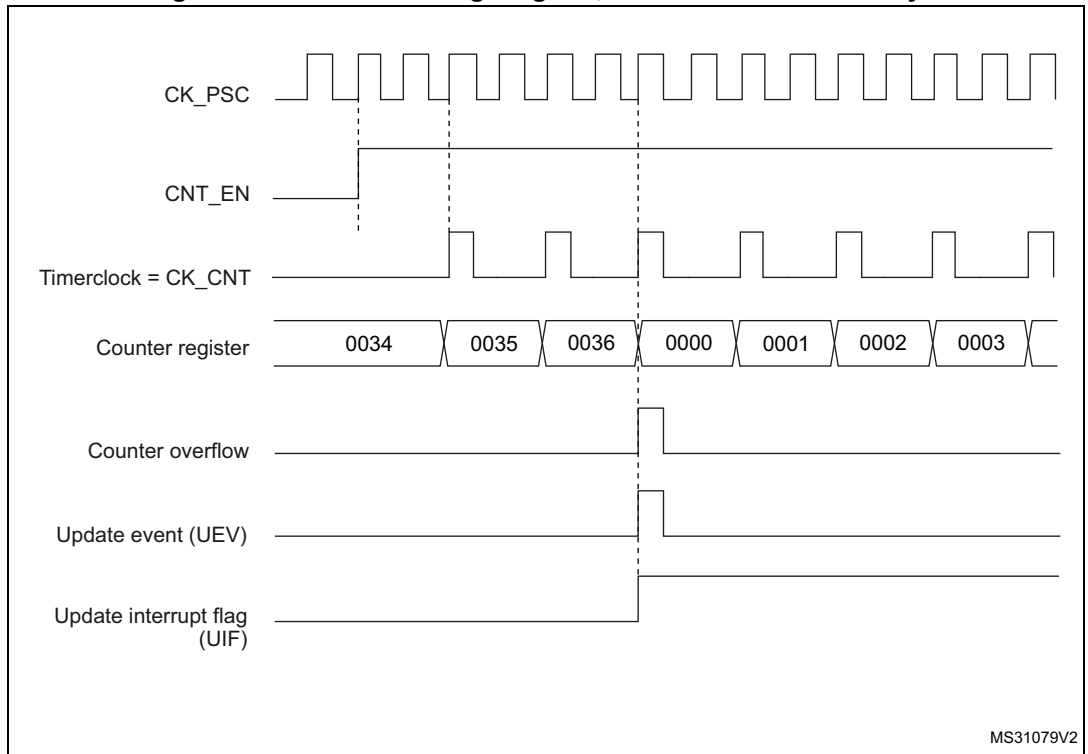 CK_PSC
CNT_EN
Timerclock = CK_CNT
Counter register
0034 0035 0036 0000 0001 0002 0003
Counter overflow
Update event (UEV)
Update interrupt flag
(UIF)
MS31079V2